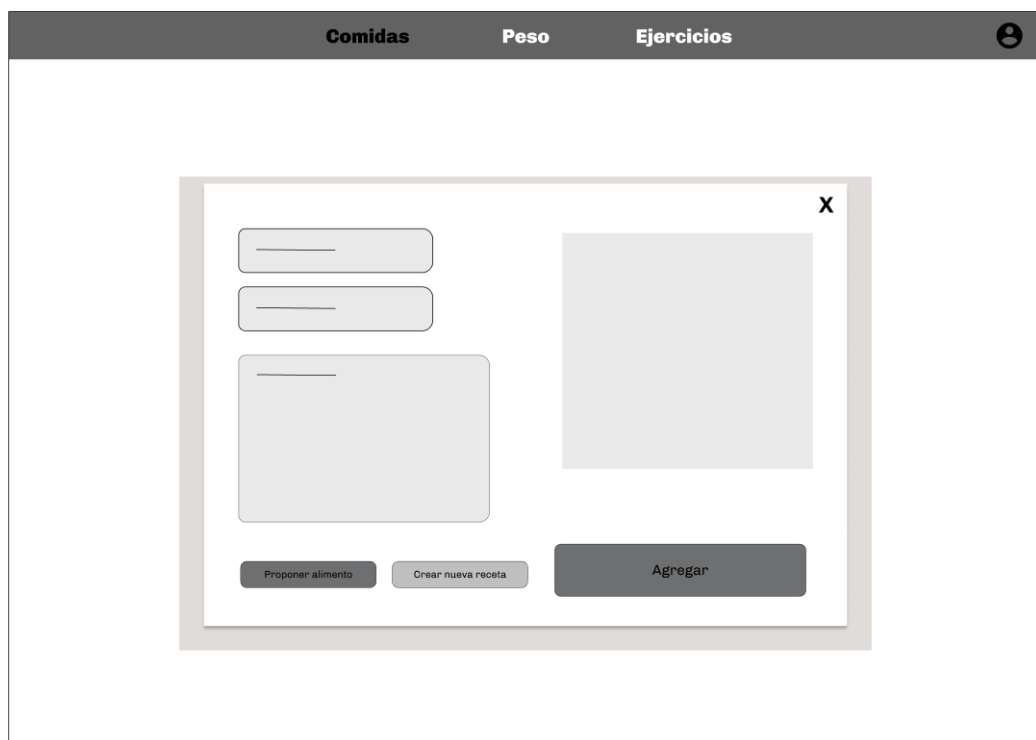 Comidas Peso Ejercicios
X
Proponer alimento Crear nueva receta Agregar